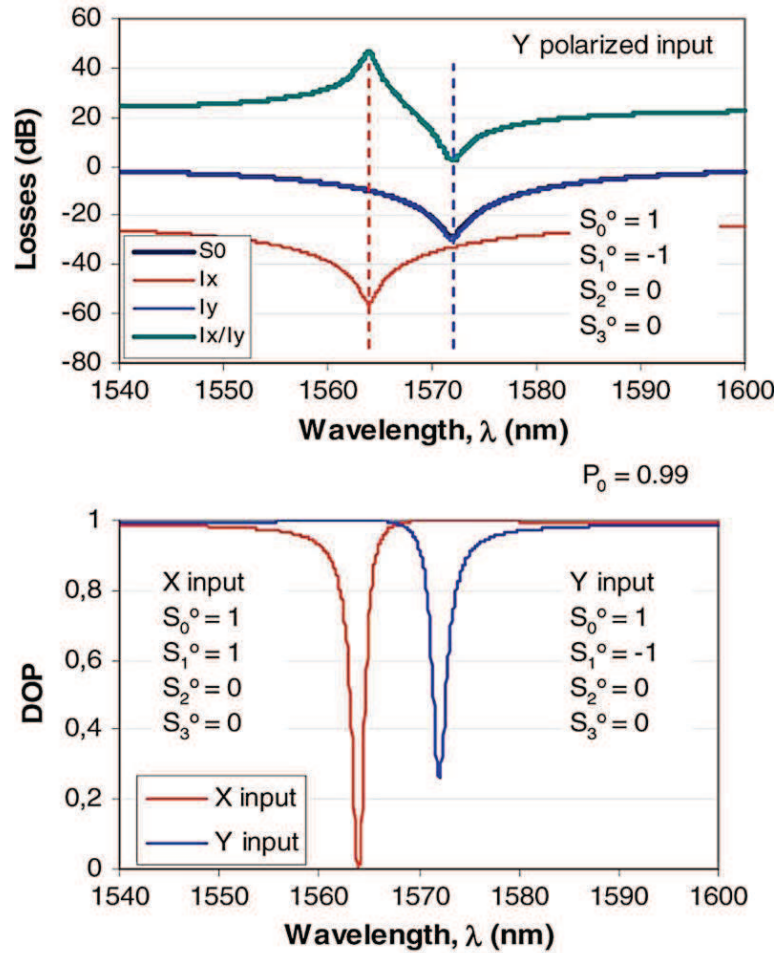 60
40
20
0
-20
-40
-60
-80
Losses (dB)
Y polarized input
S0
Ix
Iy
Ix/Iy
S₀° = 1
S₁° = -1
S₂° = 0
S₃° = 0
1540 1550 1560 1570 1580 1590 1600
Wavelength, λ (nm)
P₀ = 0.99
1
0,8
0,6
0,4
0,2
0
DOP
X input
S₀° = 1
S₁° = 1
S₂° = 0
S₃° = 0
Y input
S₀° = 1
S₁° = -1
S₂° = 0
S₃° = 0
X input
Y input
1540 1550 1560 1570 1580 1590 1600
Wavelength, λ (nm)